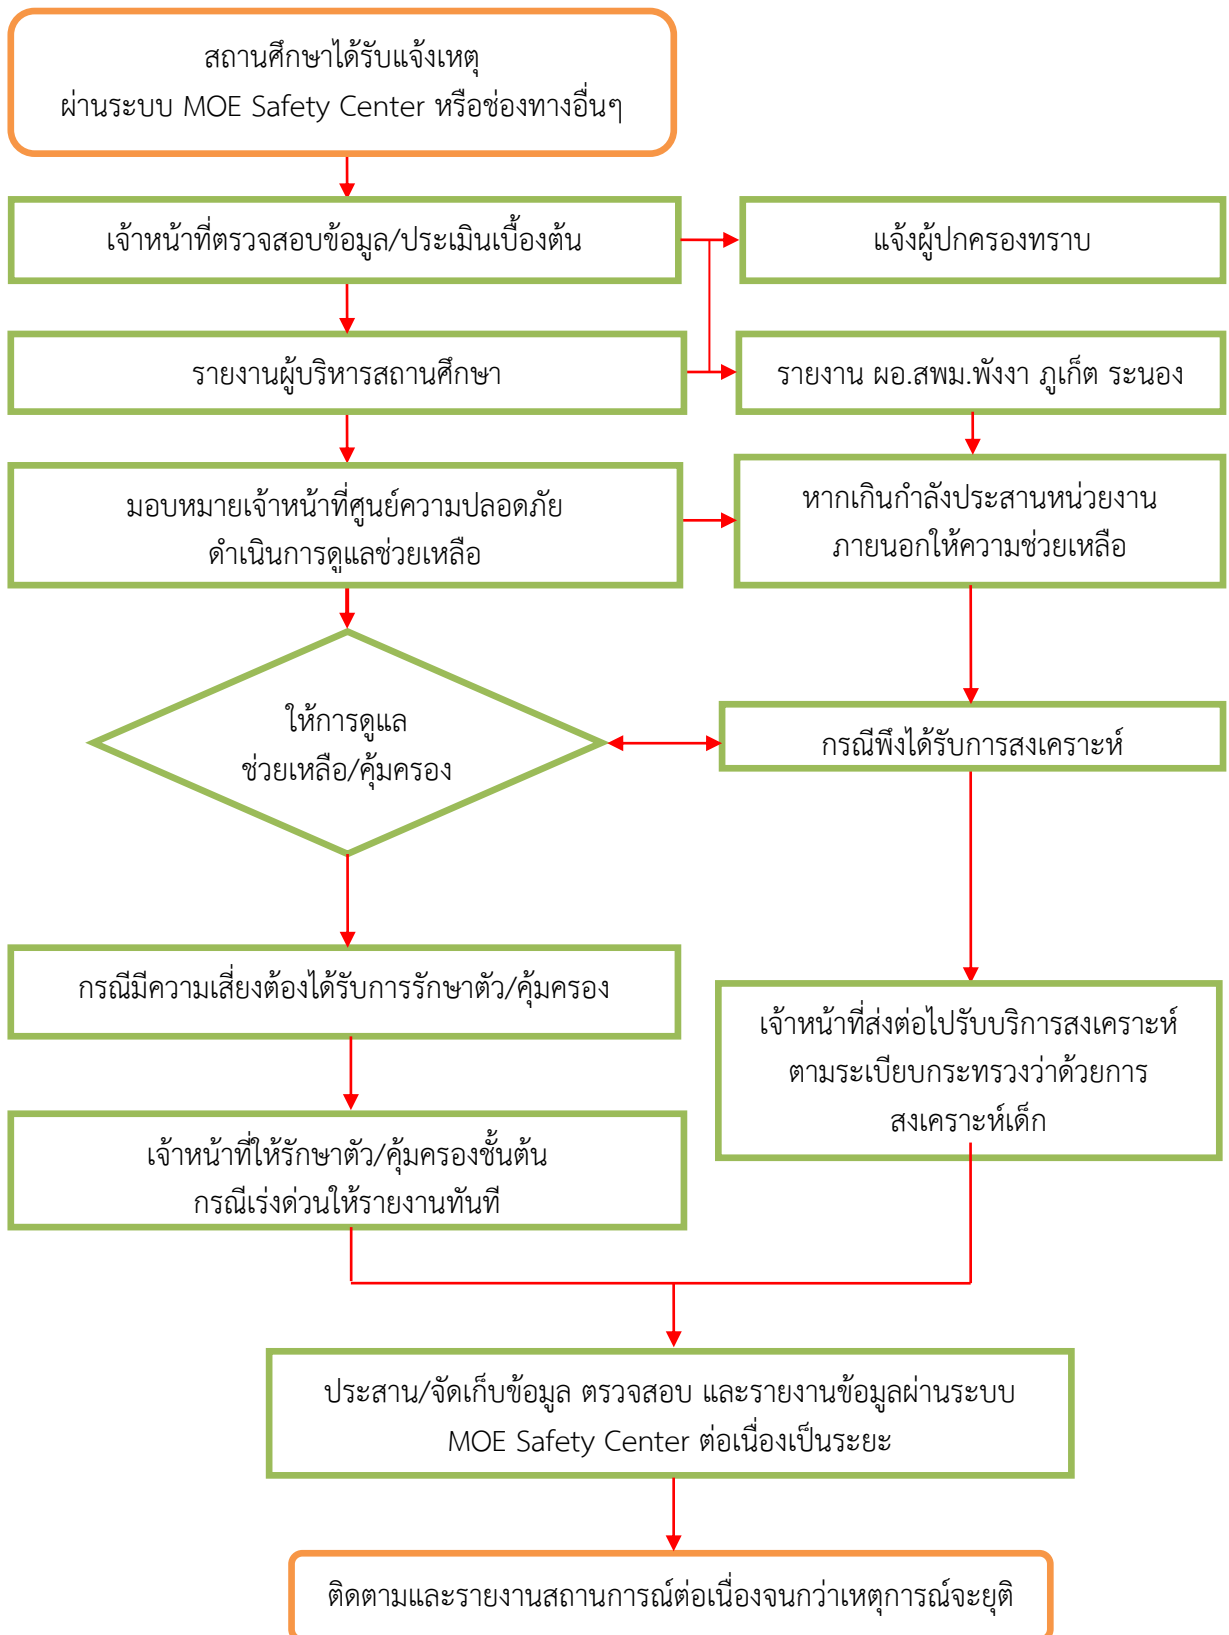 สถานศึกษาได้รับแจ้งเหตุ
ผ่านระบบ MOE Safety Center หรือช่องทางอื่นๆ
เจ้าหน้าที่ตรวจสอบข้อมูล/ประเมินเบื้องต้น
แจ้งผู้ปกครองทราบ
รายงานผู้บริหารสถานศึกษา
รายงาน ผอ.สพม.พังงา ภูเก็ต ระนอง
มอบหมายเจ้าหน้าที่ศูนย์ความปลอดภัย
ดำเนินการดูแลช่วยเหลือ
หากเกินกำลังประสานหน่วยงาน
ภายนอกให้ความช่วยเหลือ
ให้การดูแล
ช่วยเหลือ/คุ้มครอง
กรณีพึงได้รับการสงเคราะห์
กรณีมีความเสี่ยงต้องได้รับการรักษาตัว/คุ้มครอง
เจ้าหน้าที่ส่งต่อไปรับบริการสงเคราะห์
ตามระเบียบกระทรวงว่าด้วยการ
สงเคราะห์เด็ก
เจ้าหน้าที่ให้รักษาตัว/คุ้มครองชั้นต้น
กรณีเร่งด่วนให้รายงานทันที
ประสาน/จัดเก็บข้อมูล ตรวจสอบ และรายงานข้อมูลผ่านระบบ
MOE Safety Center ต่อเนื่องเป็นระยะ
ติดตามและรายงานสถานการณ์ต่อเนื่องจนกว่าเหตุการณ์จะยุติ